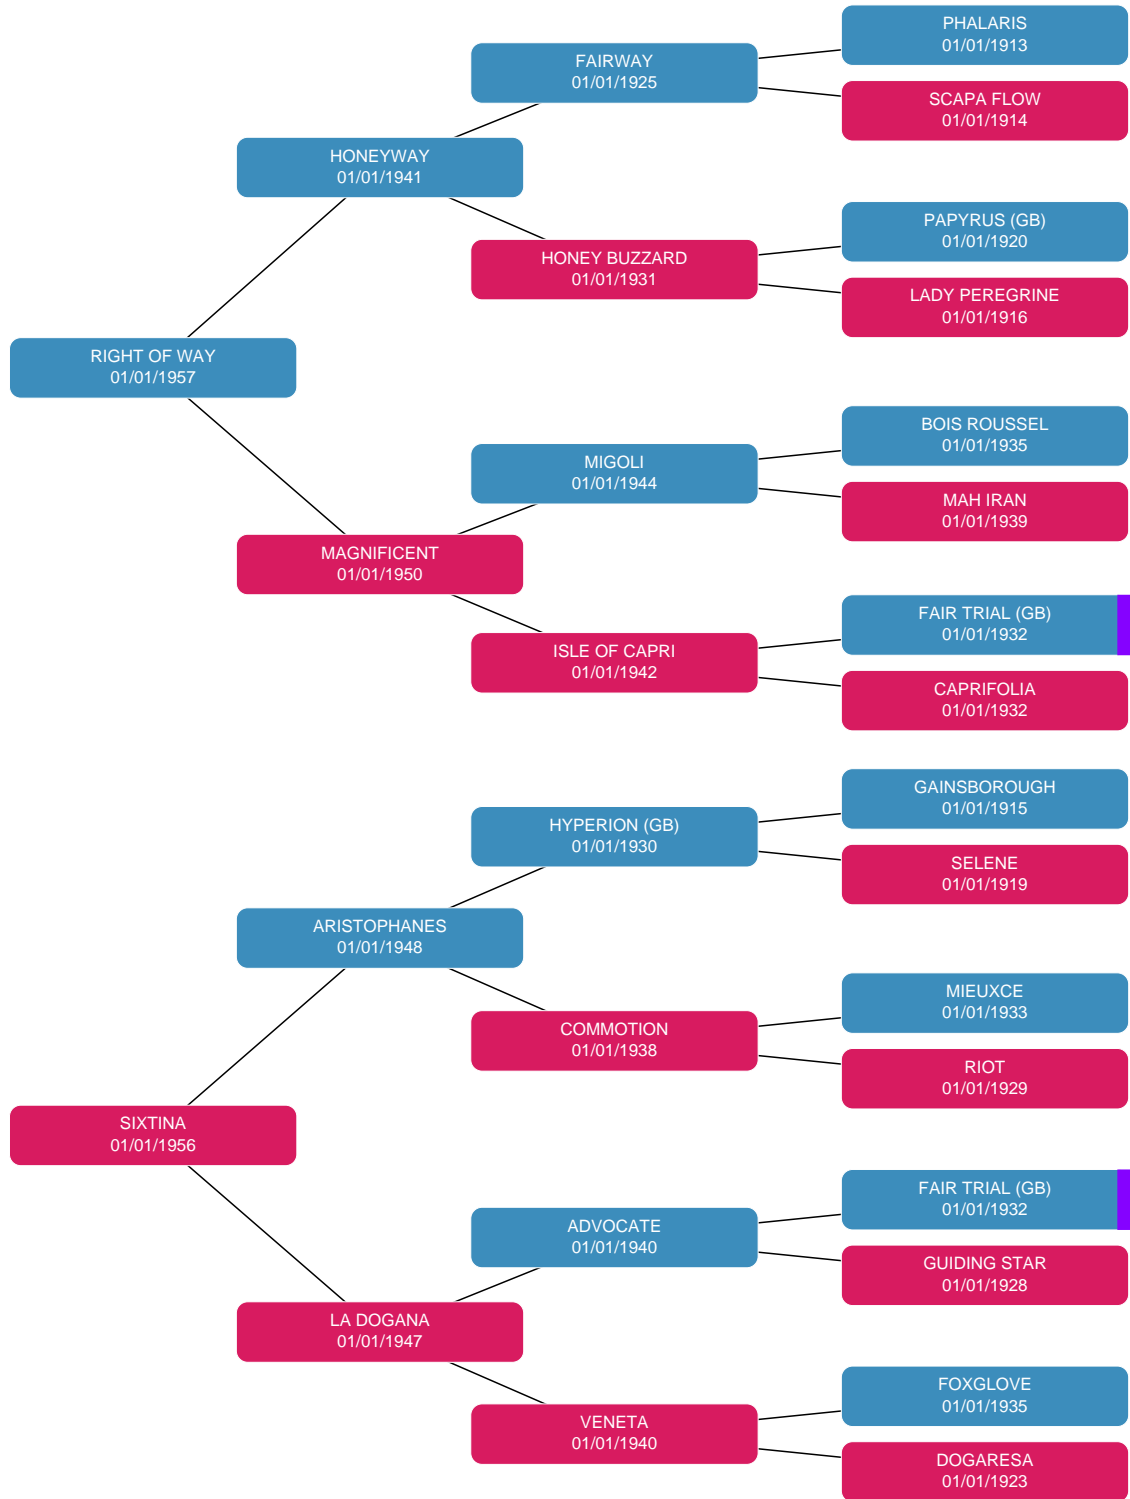 PHALARIS
01/01/1913
FAIRWAY
01/01/1925
SCAPA FLOW
01/01/1914
HONEYWAY
01/01/1941
PAPYRUS (GB)
01/01/1920
HONEY BUZZARD
01/01/1931
LADY PEREGRINE
01/01/1916
RIGHT OF WAY
01/01/1957
BOIS ROUSSEL
01/01/1935
MIGOLI
01/01/1944
MAH IRAN
01/01/1939
MAGNIFICENT
01/01/1950
FAIR TRIAL (GB)
01/01/1932
ISLE OF CAPRI
01/01/1942
CAPRIFOLIA
01/01/1932
GAINSBOROUGH
01/01/1915
HYPERION (GB)
01/01/1930
SELENE
01/01/1919
ARISTOPHANES
01/01/1948
MIEUXCE
01/01/1933
COMMOTION
01/01/1938
RIOT
01/01/1929
SIXTINA
01/01/1956
FAIR TRIAL (GB)
01/01/1932
ADVOCATE
01/01/1940
GUIDING STAR
01/01/1928
LA DOGANA
01/01/1947
FOXGLOVE
01/01/1935
VENETA
01/01/1940
DOGARESA
01/01/1923